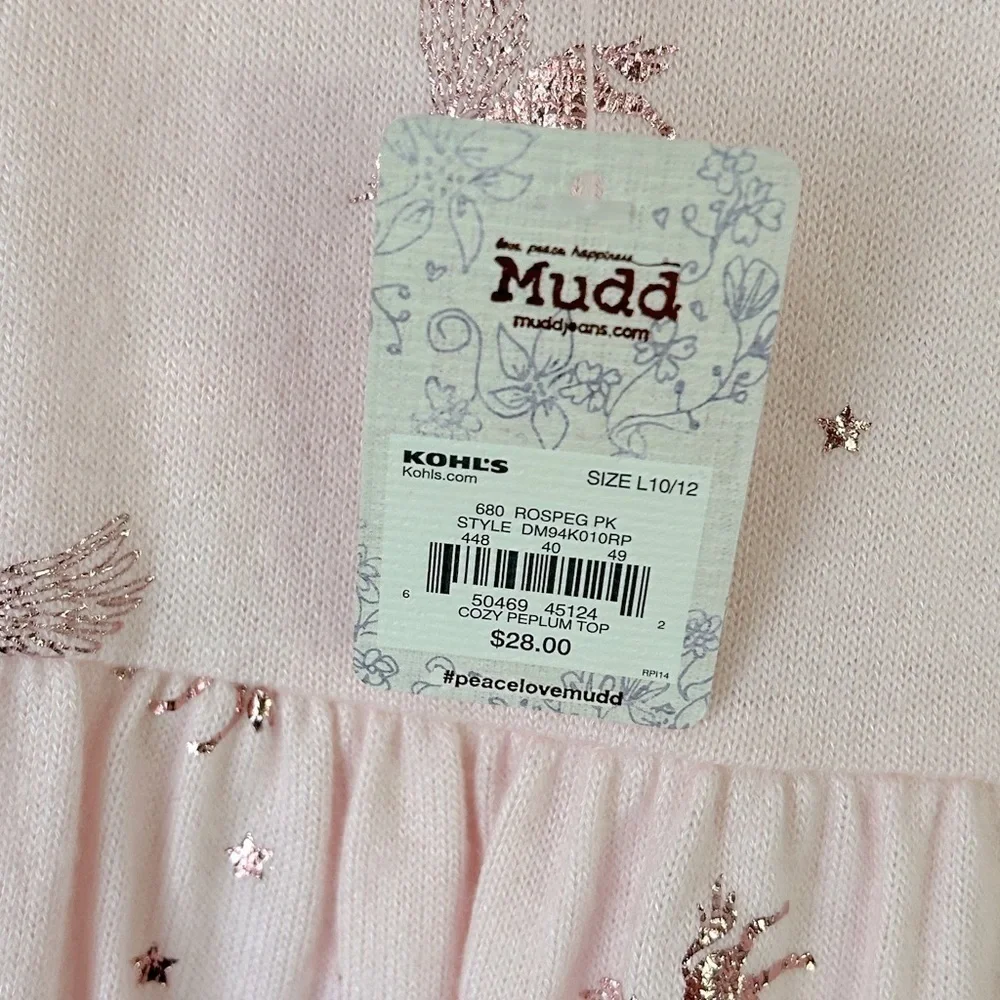 love peace happiness
Mudd
muddjeans.com
KOHL'S
Kohls.com
SIZE L10/12
680 ROSPEG PK
STYLE DM94K010RP
448 40 49
6 50469 45124 2
COZY PEPLUM TOP
$28.00
RPI14
#peacelovemudd